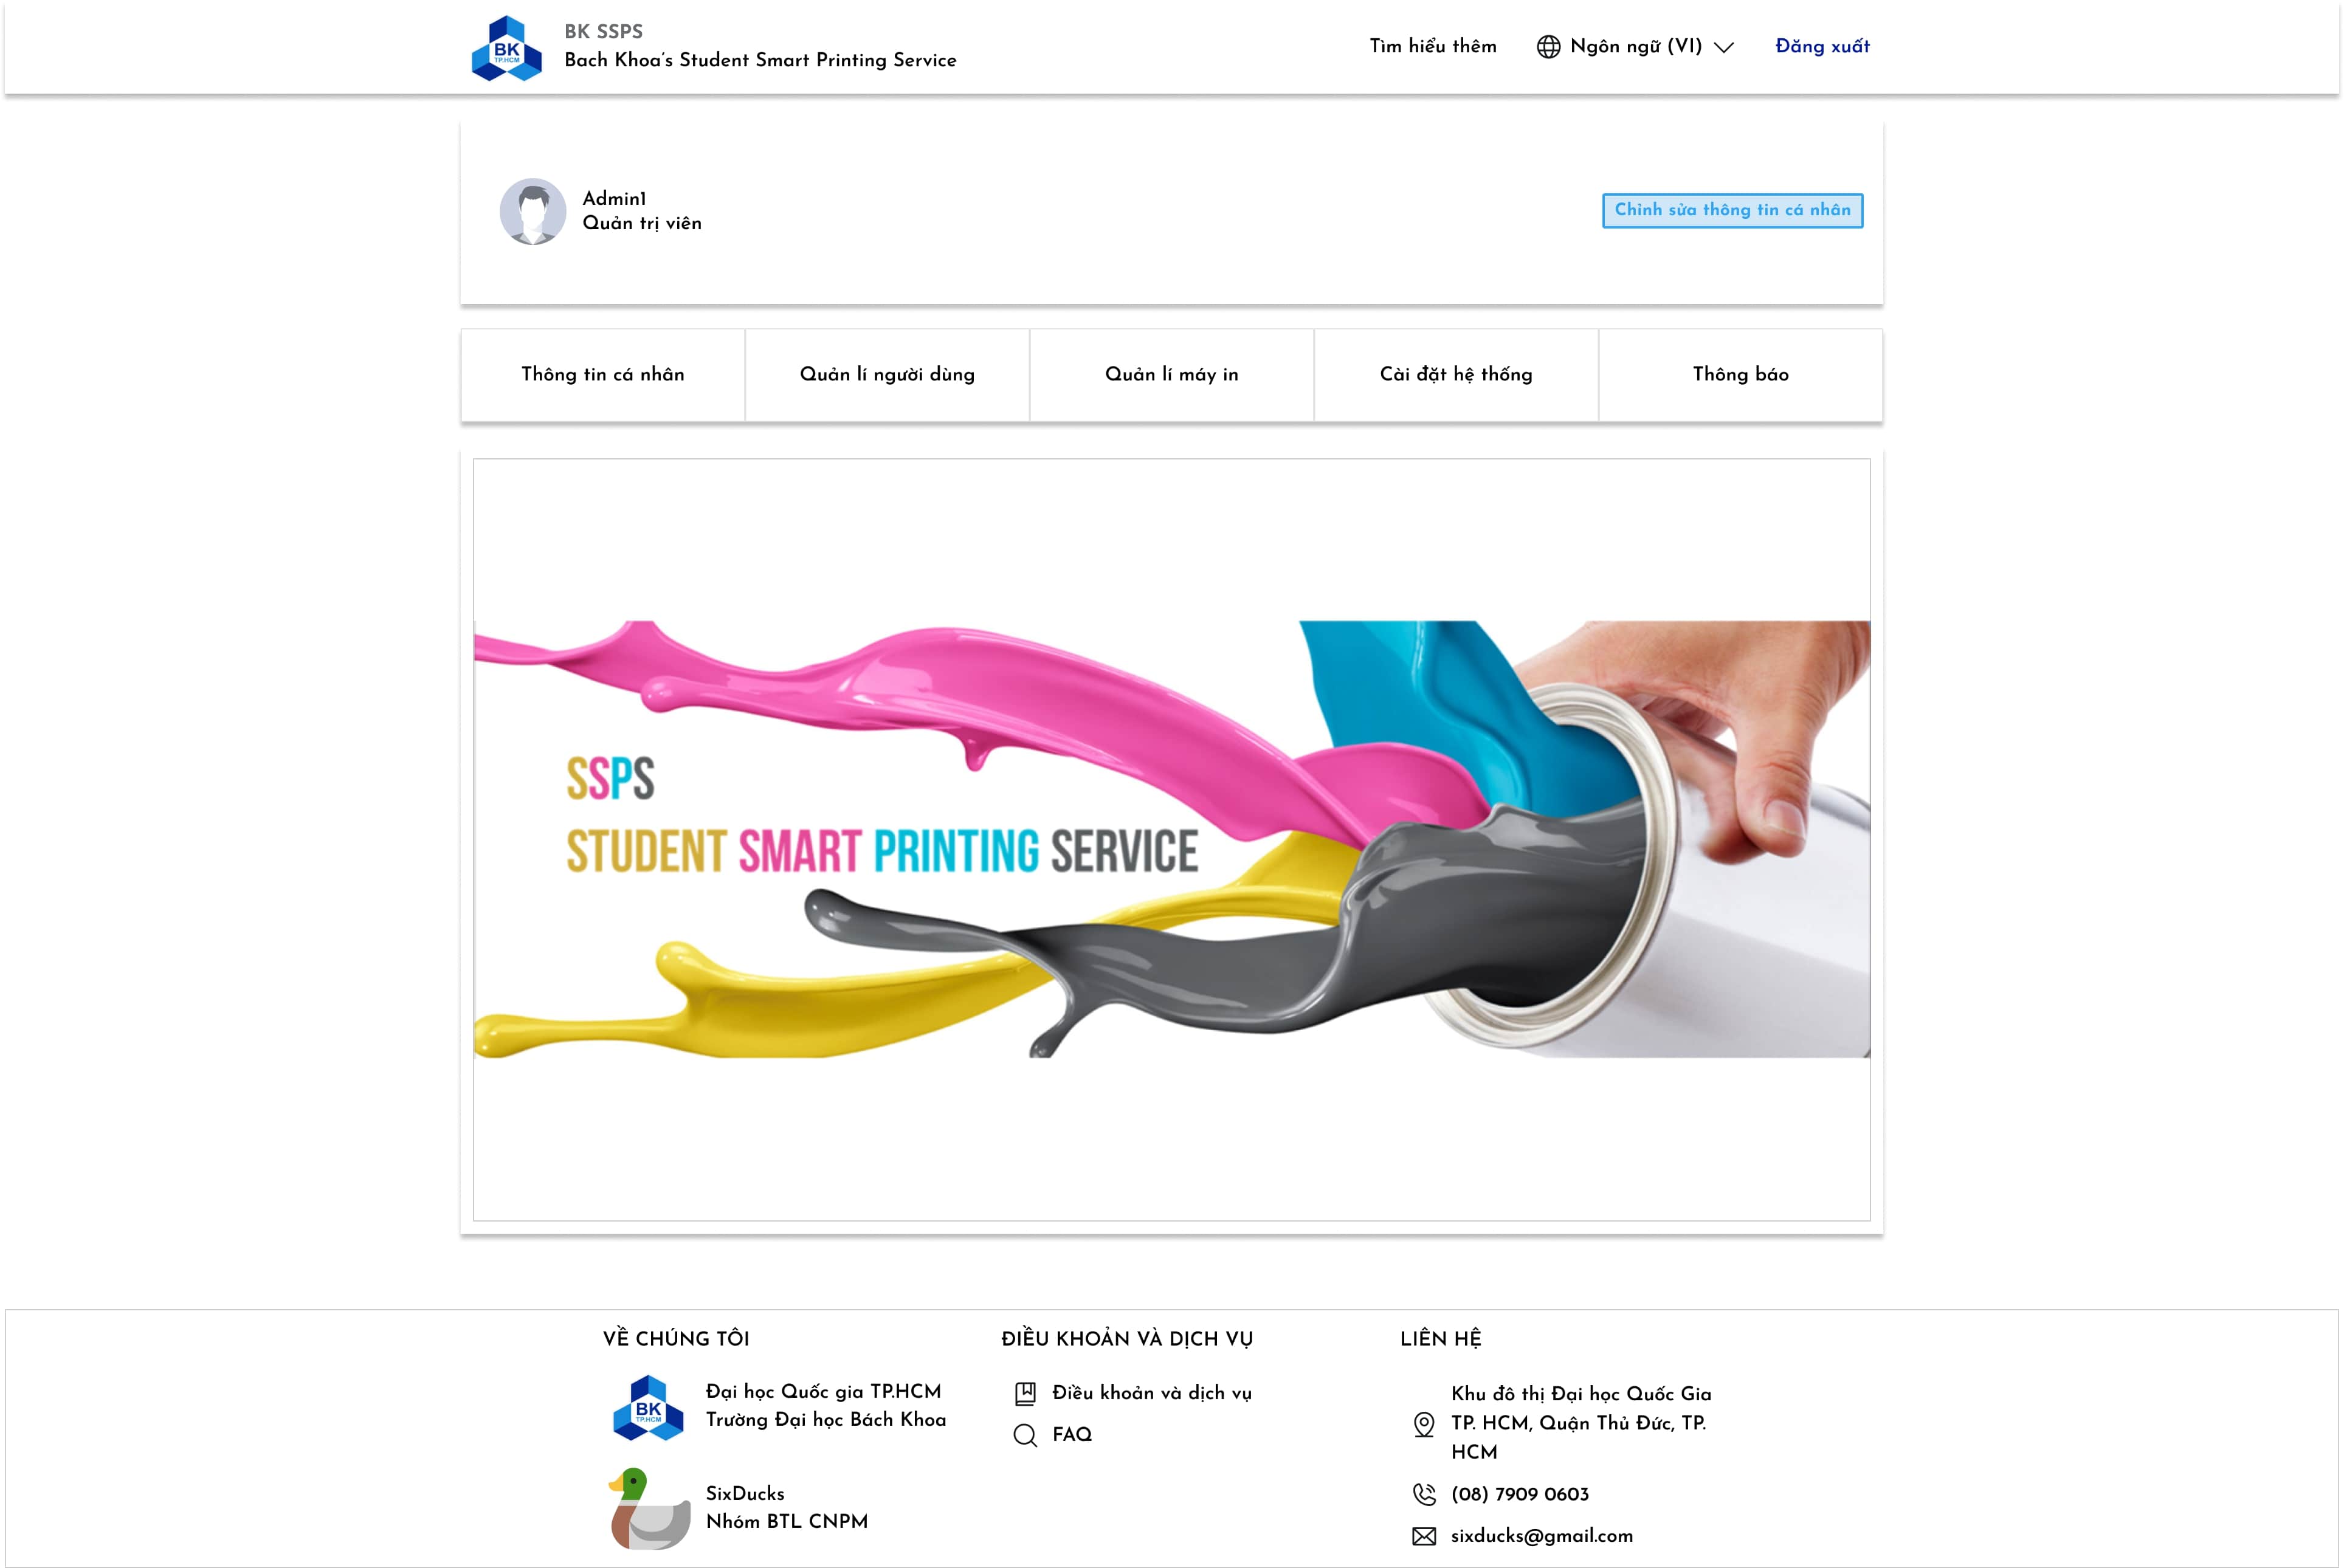 BK
TP.HCM
BK SSPS
Bach Khoa's Student Smart Printing Service
Tìm hiểu thêm
Ngôn ngữ (VI)
Đăng xuất
Admin1
Quản trị viên
Chỉnh sửa thông tin cá nhân
Thông tin cá nhân
Quản lí người dùng
Quản lí máy in
Cài đặt hệ thống
Thông báo
SSPS
STUDENT SMART PRINTING SERVICE
VỀ CHÚNG TÔI
BK
TP.HCM
Đại học Quốc gia TP.HCM
Trường Đại học Bách Khoa
SixDucks
Nhóm BTL CNPM
ĐIỀU KHOẢN VÀ DỊCH VỤ
Điều khoản và dịch vụ
FAQ
LIÊN HỆ
Khu đô thị Đại học Quốc Gia
TP. HCM, Quận Thủ Đức, TP.
HCM
(08) 7909 0603
sixducks@gmail.com